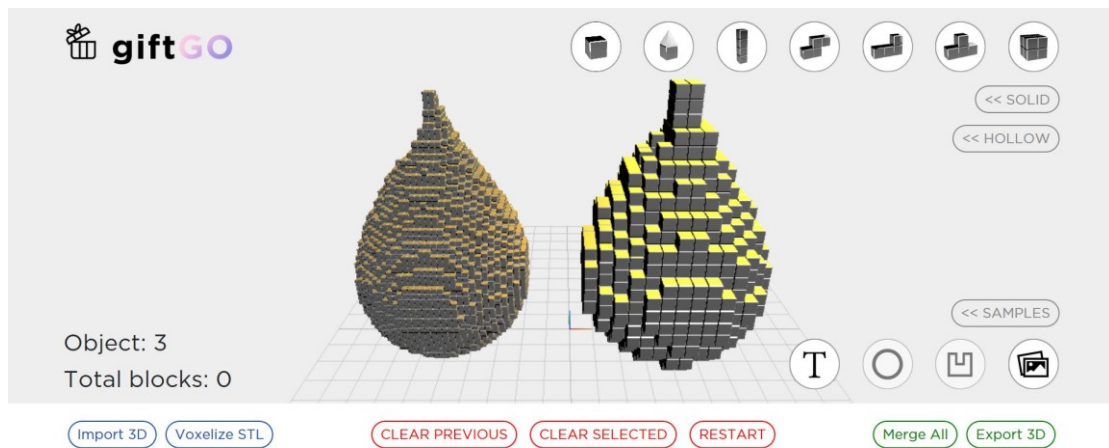 giftGO
<< SOLID
<< HOLLOW
<< SAMPLES
Object: 3
Total blocks: 0
T
Import 3D Voxelize STL CLEAR PREVIOUS CLEAR SELECTED RESTART Merge All Export 3D